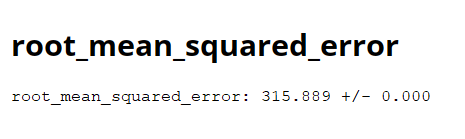 root_mean_squared_error
root_mean_squared_error: 315.889 +/- 0.000